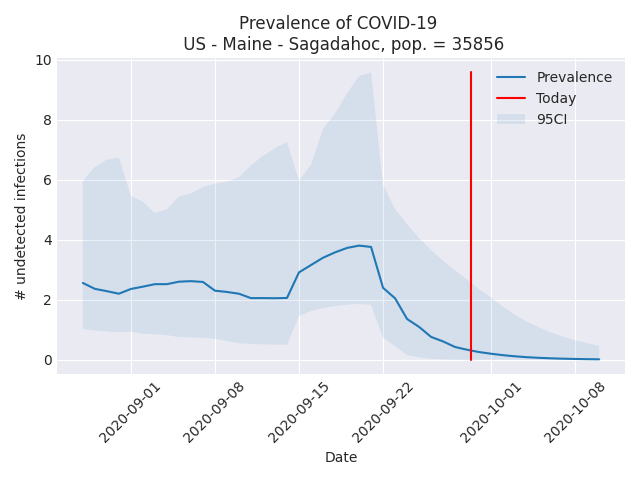 Prevalence of COVID-19
US - Maine - Sagadahoc, pop. = 35856
10
8
6
4
2
0
# undetected infections
Prevalence
Today
95CI
2020-09-01
2020-09-08
2020-09-15
2020-09-22
2020-10-01
2020-10-08
Date